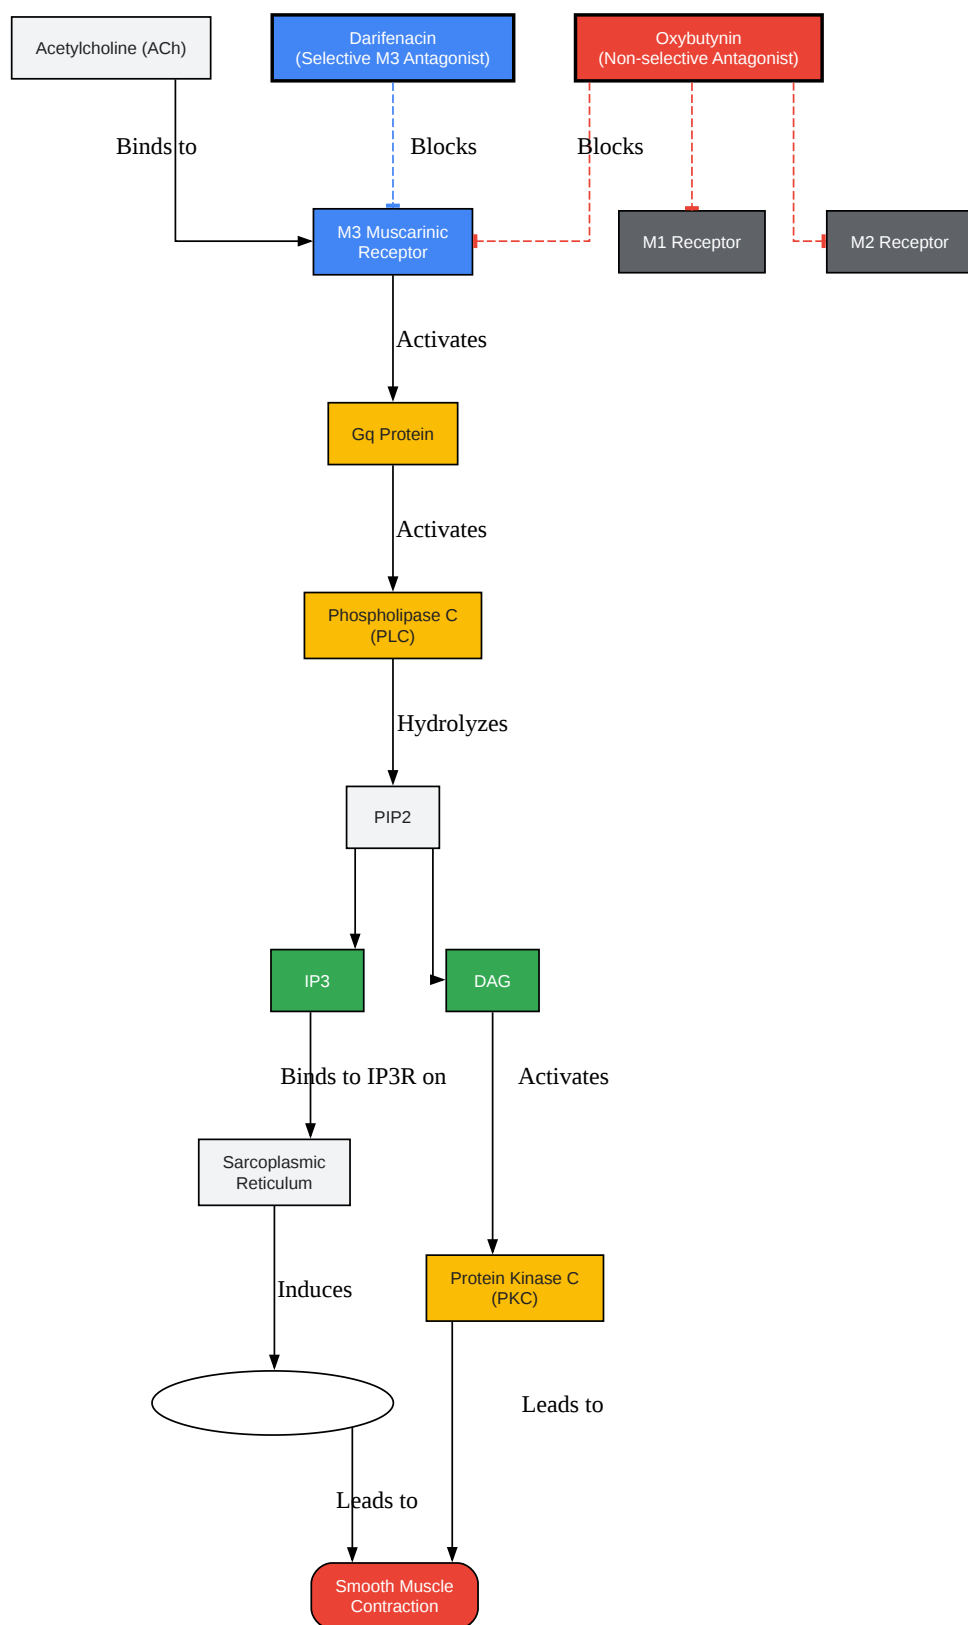 Acetylcholine (ACh)
Darifenacin
(Selective M3 Antagonist)
Oxybutynin
(Non-selective Antagonist)
Binds to
Blocks
Blocks
M3 Muscarinic
Receptor
M1 Receptor
M2 Receptor
Activates
Gq Protein
Activates
Phospholipase C
(PLC)
Hydrolyzes
PIP2
IP3
DAG
Binds to IP3R on
Activates
Sarcoplasmic
Reticulum
Induces
Protein Kinase C
(PKC)
Leads to
Leads to
Smooth Muscle
Contraction